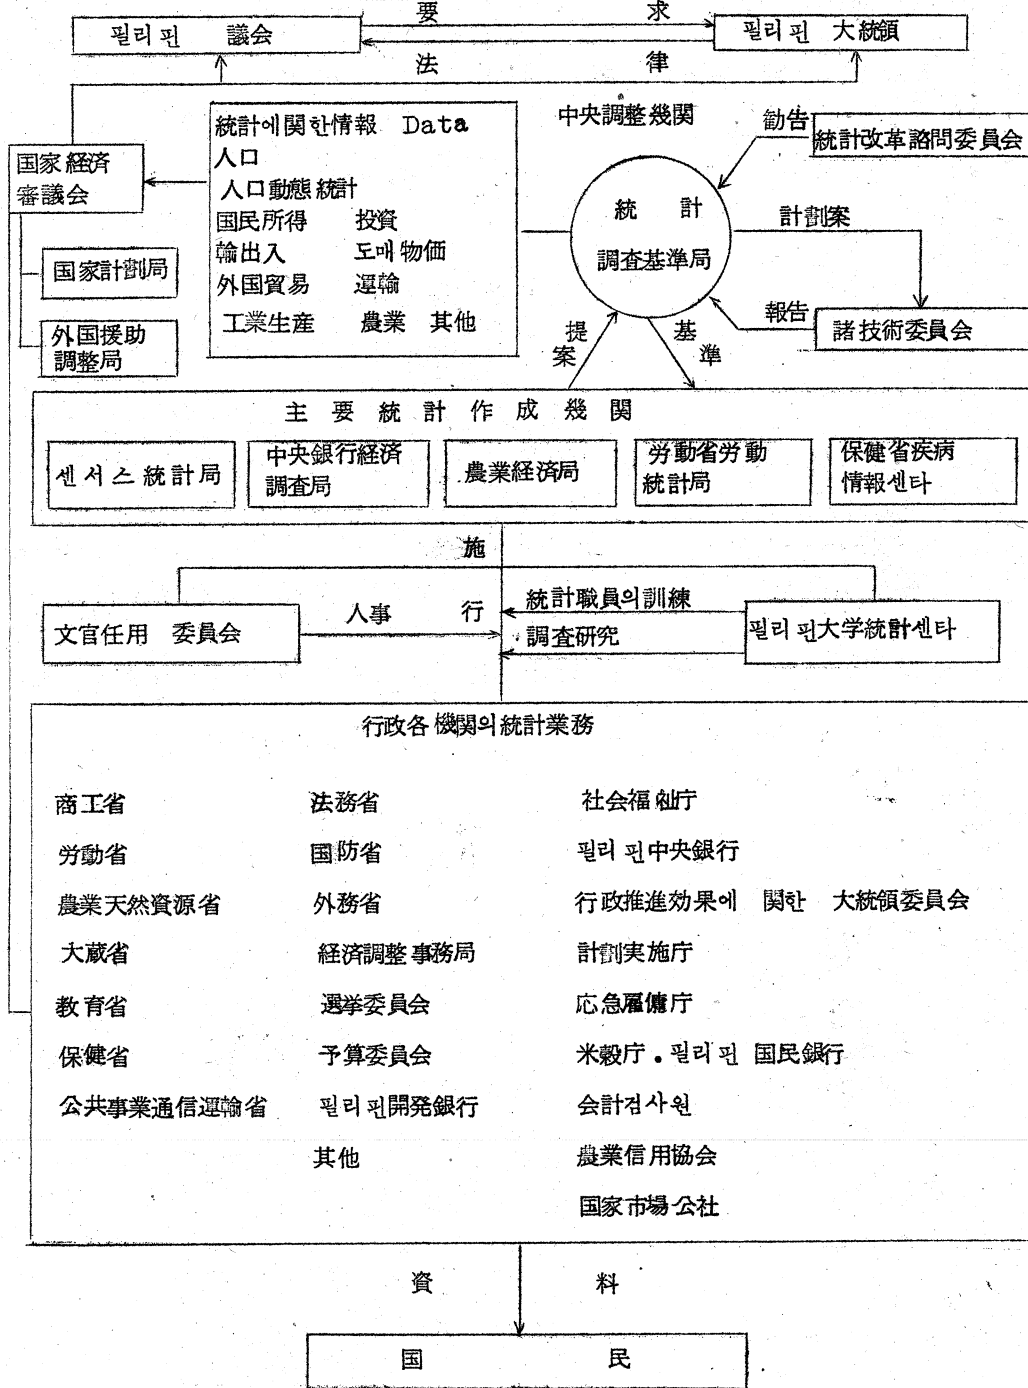 要 求
필리핀 議会
필리핀 大統領
法 律
統計에関한情報 Data
人口
人口動態統計
国民所得 投資
輸出入 도매物価
外国貿易 運輸
工業生産 農業 其他
中央調整幾関
勧告
統計改革諮問委員会
国家経済
審議会
統 計
調査基準局
計劃案
国家計劃局
外国援助
調整局
報告
諸技術委員会
提案
基準
主要統計作成幾関
센서스統計局
中央銀行経済
調査局
農業経済局
労動省労動
統計局
保健省疾病
情報센타
施
行
文官任用 委員会
人事
統計職員의訓練
調査研究
필리핀大学統計센타
行政各機関의統計業務
商工省 法務省 社会福祉庁
労動省 国防省 필리핀中央銀行
農業天然資源省 外務省 行政推進効果에 関한 大統領委員会
大蔵省 経済調整事務局 計劃実施庁
教育省 選挙委員会 応急雇傭庁
保健省 予算委員会 米穀庁.필리핀 国民銀行
公共事業通信運輸省 필리핀開発銀行 会計검사원
其他 農業信用協会
国家市場公社
資 料
国 民